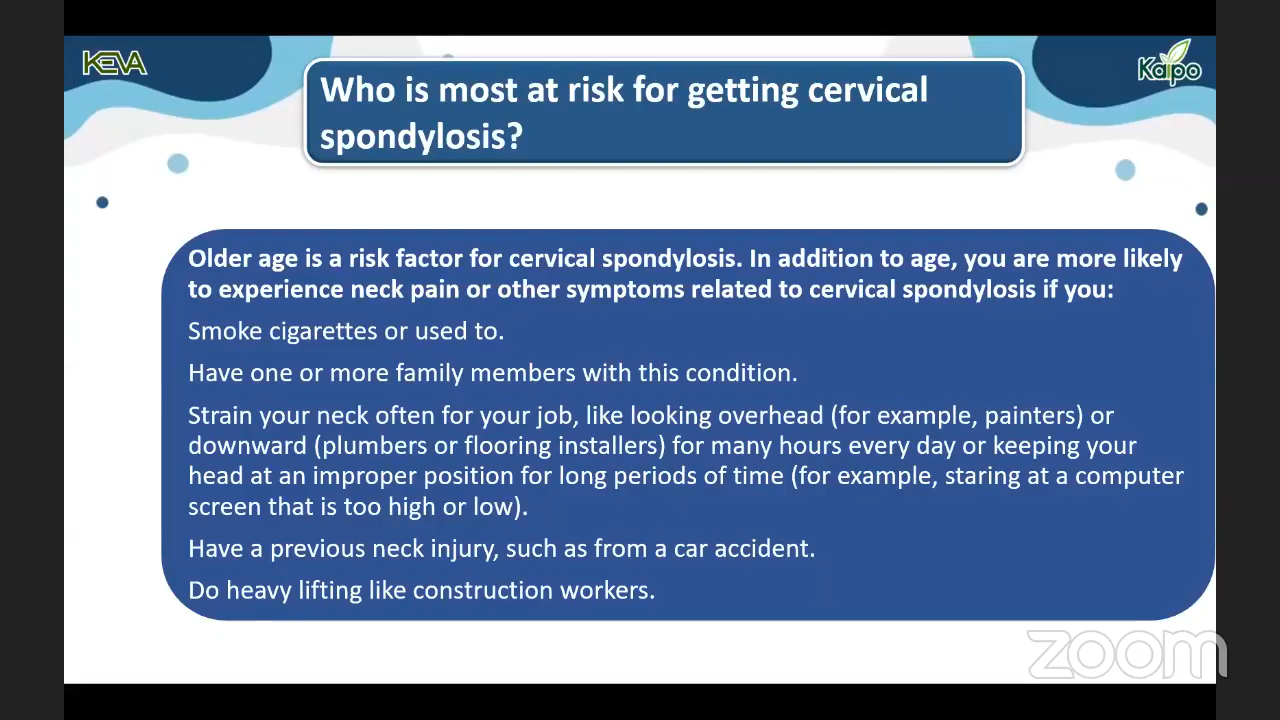 KEVA
Kaipo
Who is most at risk for getting cervical
spondylosis?
Older age is a risk factor for cervical spondylosis. In addition to age, you are more likely
to experience neck pain or other symptoms related to cervical spondylosis if you:
Smoke cigarettes or used to.
Have one or more family members with this condition.
Strain your neck often for your job, like looking overhead (for example, painters) or
downward (plumbers or flooring installers) for many hours every day or keeping your
head at an improper position for long periods of time (for example, staring at a computer
screen that is too high or low).
Have a previous neck injury, such as from a car accident.
Do heavy lifting like construction workers.
zoom